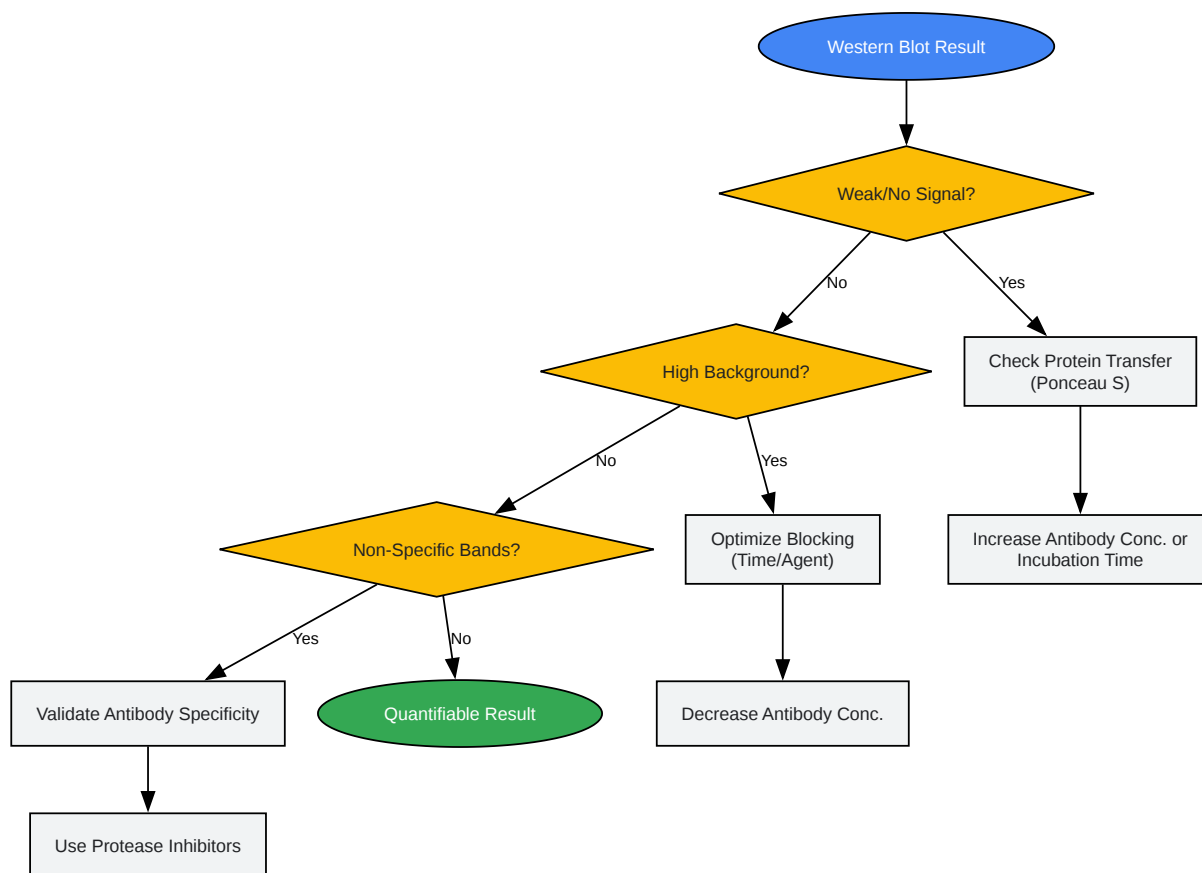 Western Blot Result
Weak/No Signal?
No
Yes
High Background?
Check Protein Transfer
(Ponceau S)
No
Yes
Non-Specific Bands?
Optimize Blocking
(Time/Agent)
Increase Antibody Conc. or
Incubation Time
Yes
No
Validate Antibody Specificity
Quantifiable Result
Decrease Antibody Conc.
Use Protease Inhibitors